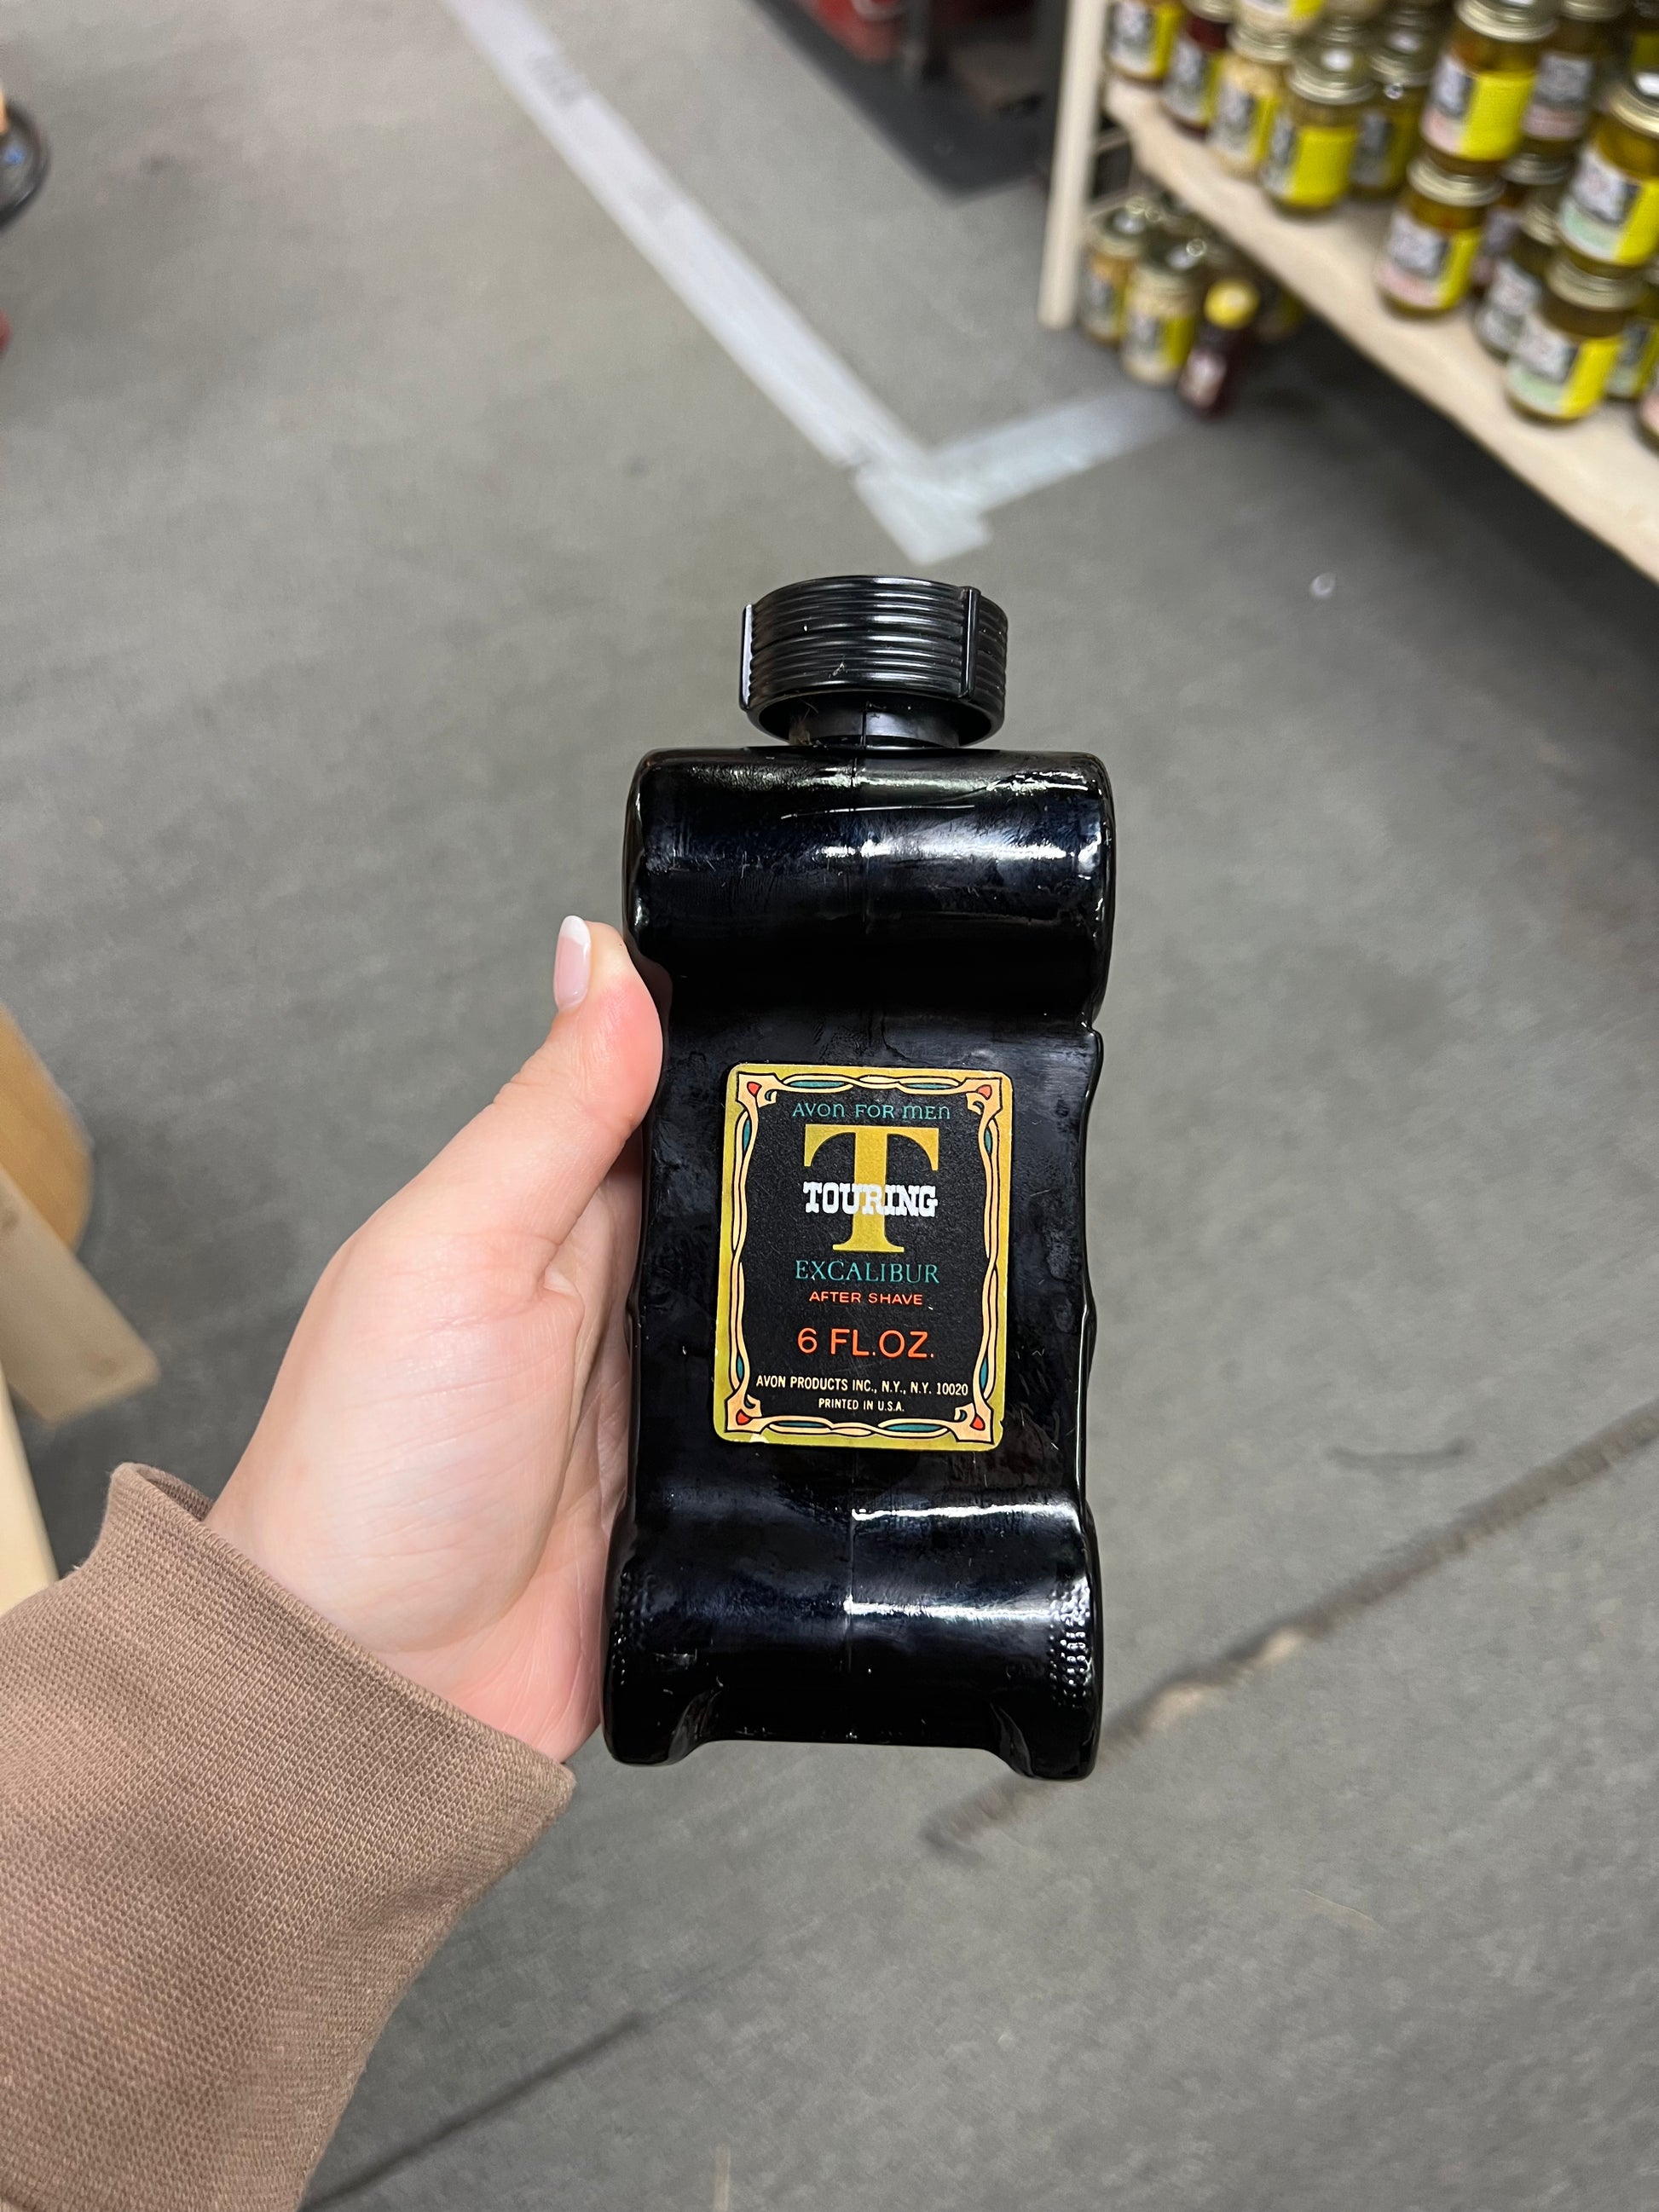 AVON FOR MEN
T
TOURING
EXCALIBUR
AFTER SHAVE
6 FL.OZ.
AVON PRODUCTS INC., N.Y., N.Y. 10020
PRINTED IN U.S.A.